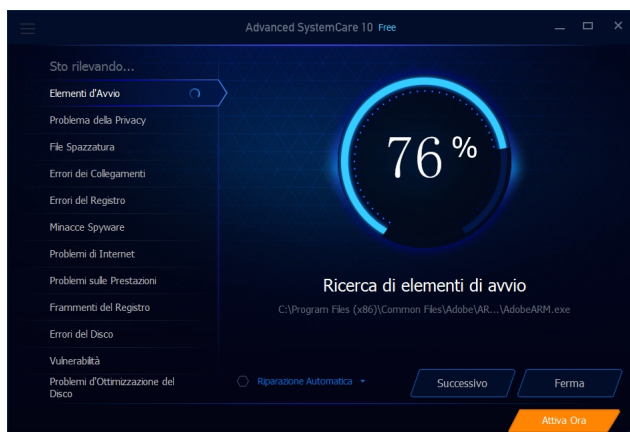 Advanced SystemCare 10 Free
Sto rilevando...
Elementi d'Avvio
Problema della Privacy
File Spazzatura
Errori dei Collegamenti
Errori del Registro
Minacce Spyware
Problemi di Internet
Problemi sulle Prestazioni
Frammenti del Registro
Errori del Disco
Vulnerabilità
Problemi d'Ottimizzazione del
Disco
76 %
Ricerca di elementi di avvio
C:\Program Files (x86)\Common Files\Adobe\AR...\AdobeARM.exe
Riparazione Automatica
Successivo
Ferma
Attiva Ora